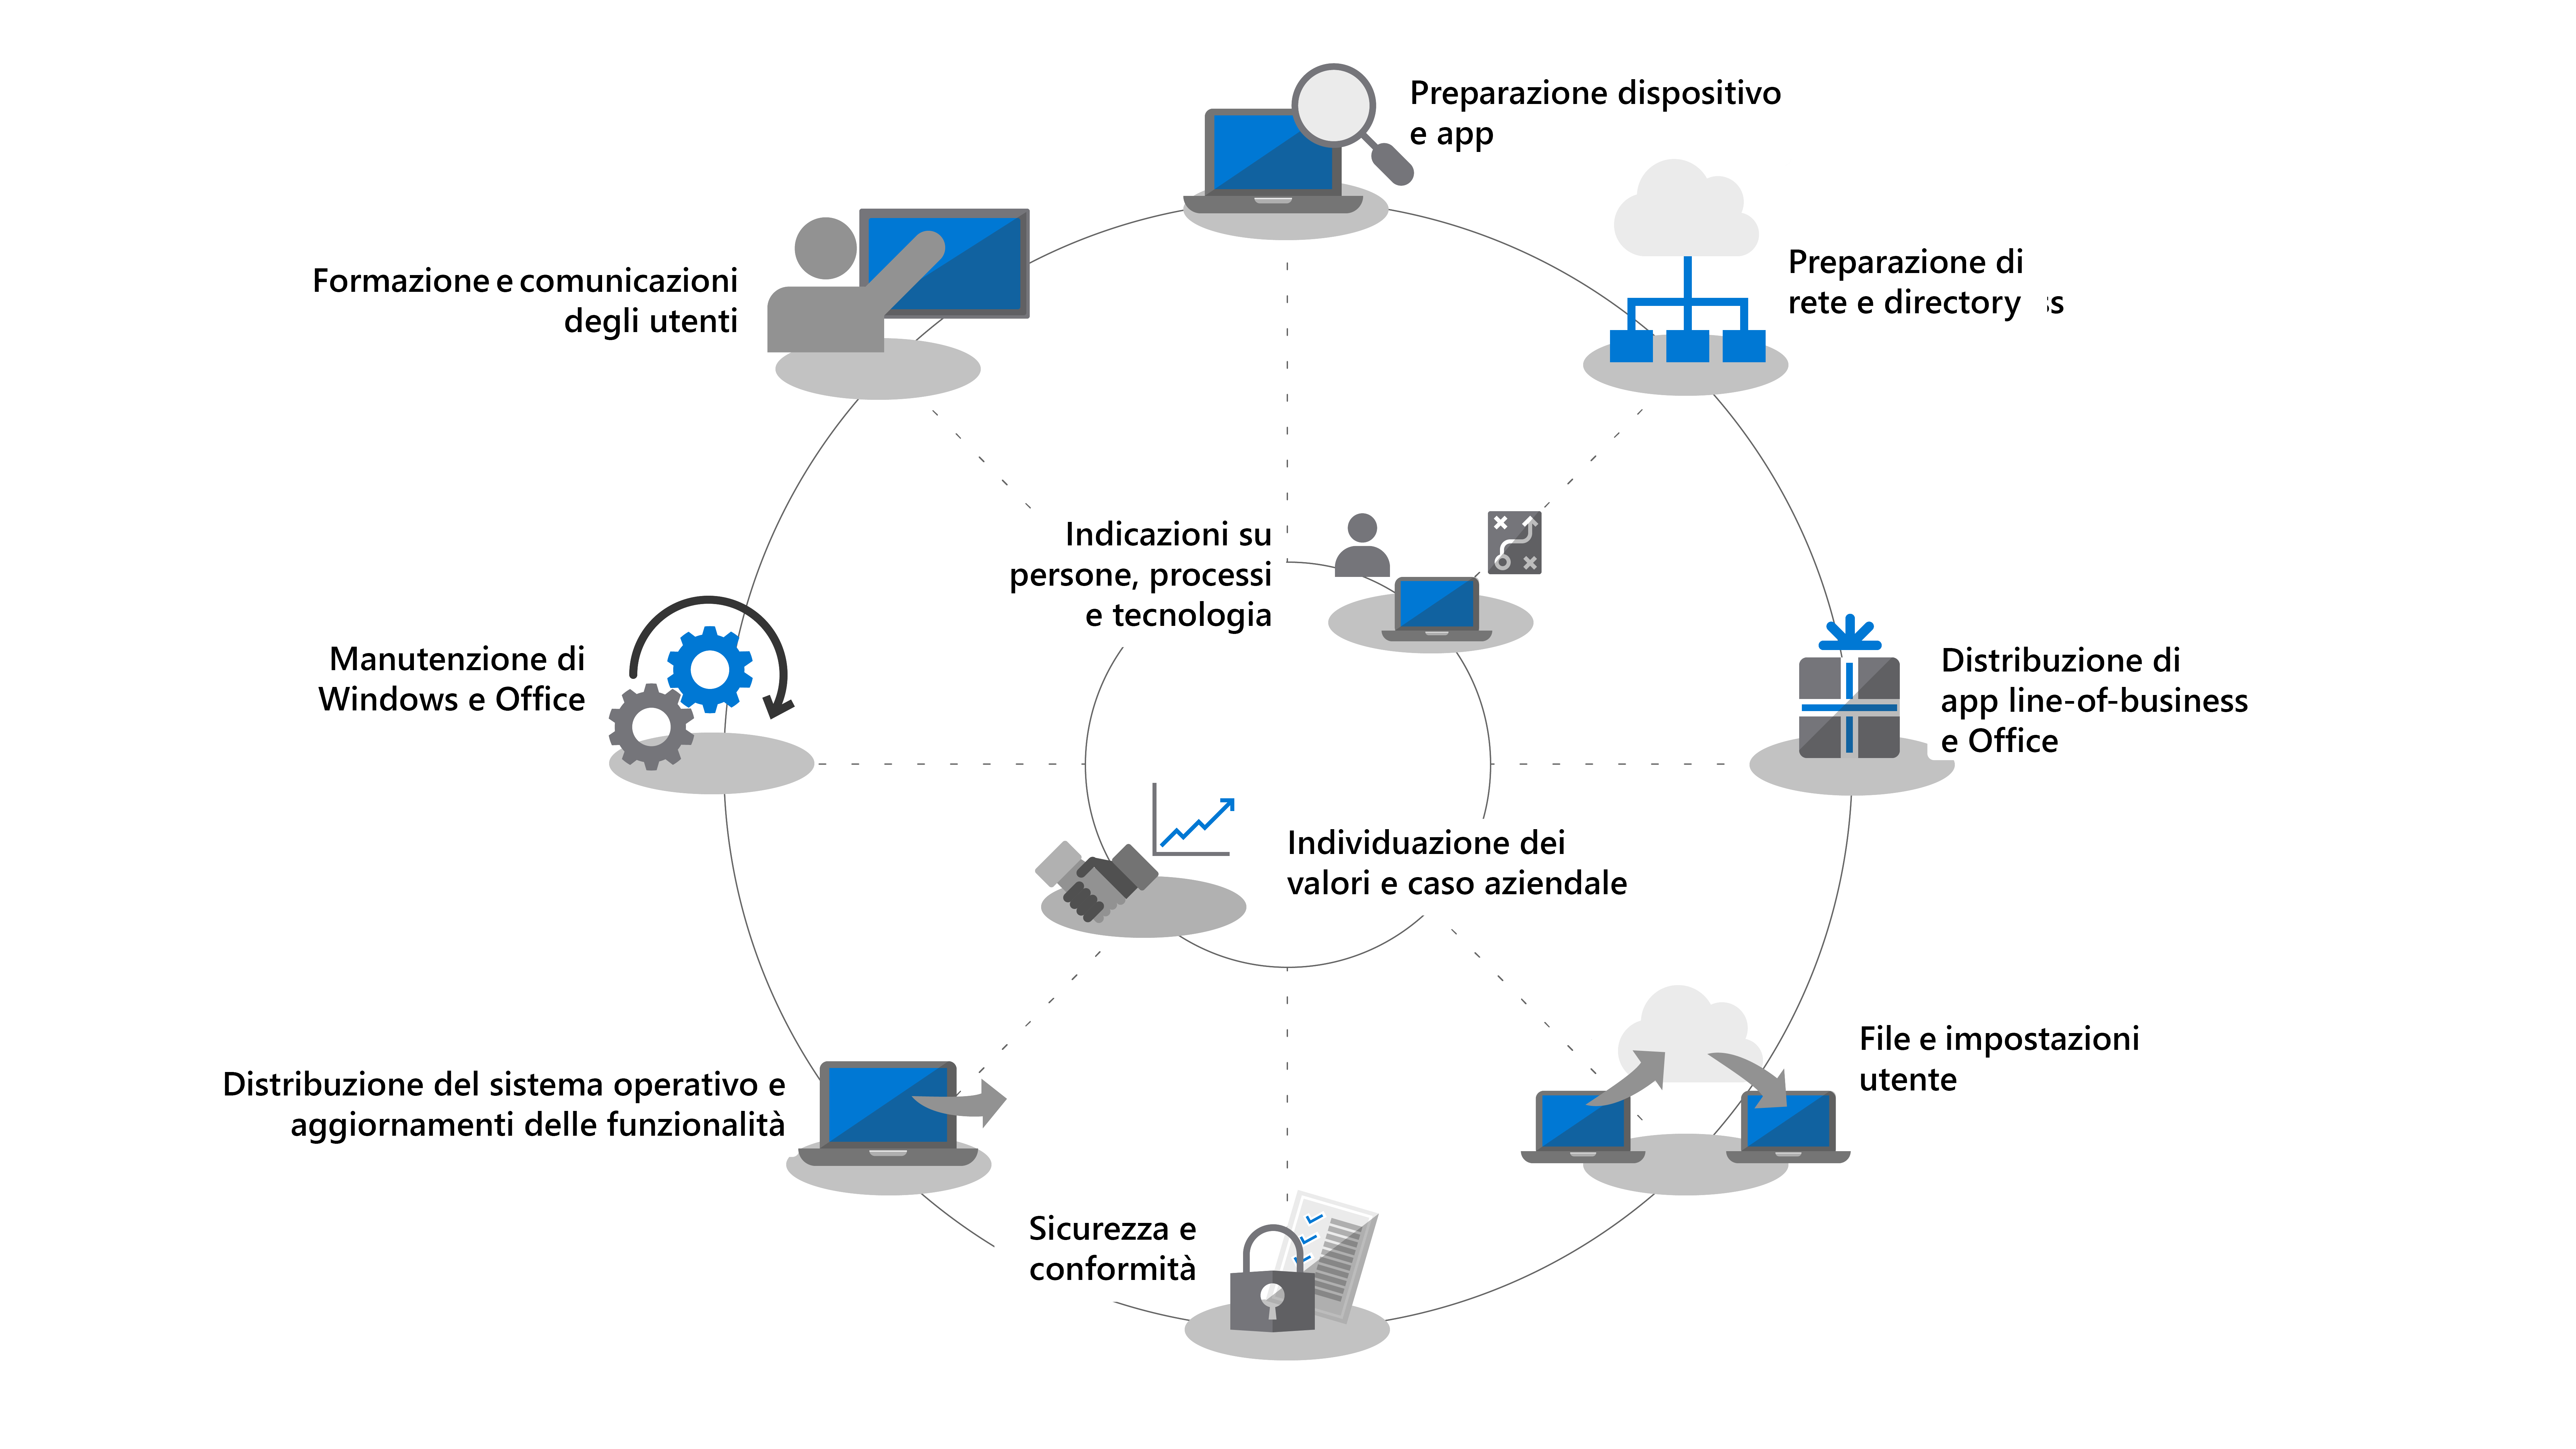 Preparazione dispositivo
e app
Preparazione di
rete e directory
Distribuzione di
app line-of-business
e Office
File e impostazioni
utente
Sicurezza e
conformità
Distribuzione del sistema operativo e
aggiornamenti delle funzionalità
Manutenzione di
Windows e Office
Formazione e comunicazioni
degli utenti
Indicazioni su
persone, processi
e tecnologia
Individuazione dei
valori e caso aziendale